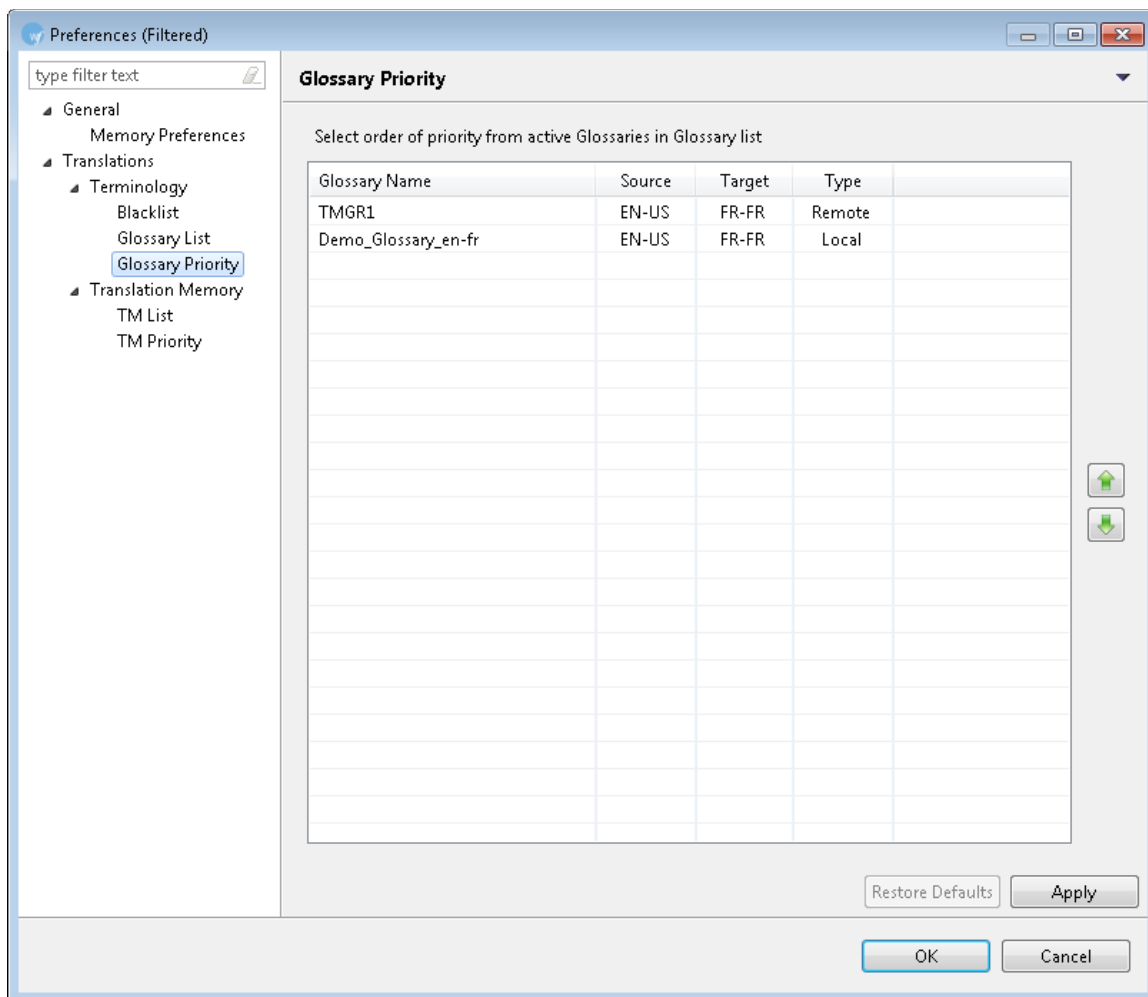 Preferences (Filtered)
type filter text
General
Memory Preferences
Translations
Terminology
Blacklist
Glossary List
Glossary Priority
Translation Memory
TM List
TM Priority
Glossary Priority
Select order of priority from active Glossaries in Glossary list
Glossary Name Source Target Type
TMGR1 EN-US FR-FR Remote
Demo_Glossary_en-fr EN-US FR-FR Local
Restore Defaults Apply
OK Cancel